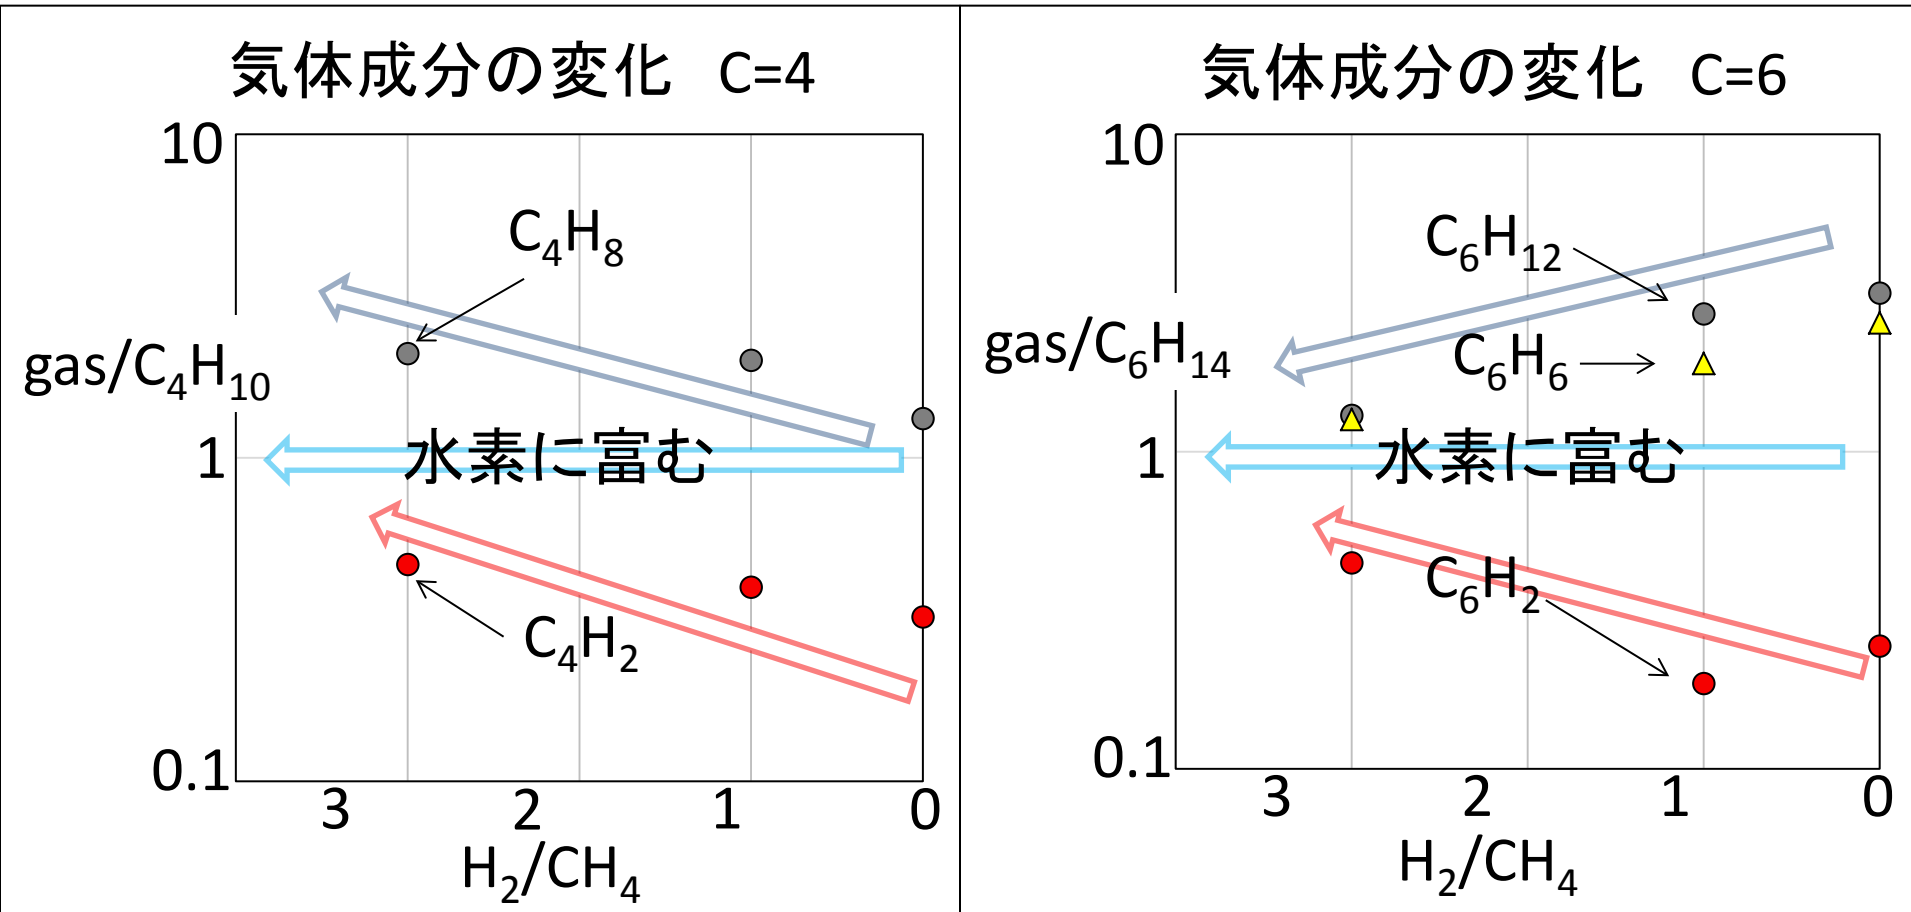 気体成分の変化 C=4
10
C₄H₈
gas/C₄H₁₀
水素に富む
1
C₄H₂
0.1
3 2 1 0
H₂/CH₄
気体成分の変化 C=6
10
C₆H₁₂
gas/C₆H₁₄
C₆H₆
水素に富む
1
C₆H₂
0.1
3 2 1 0
H₂/CH₄